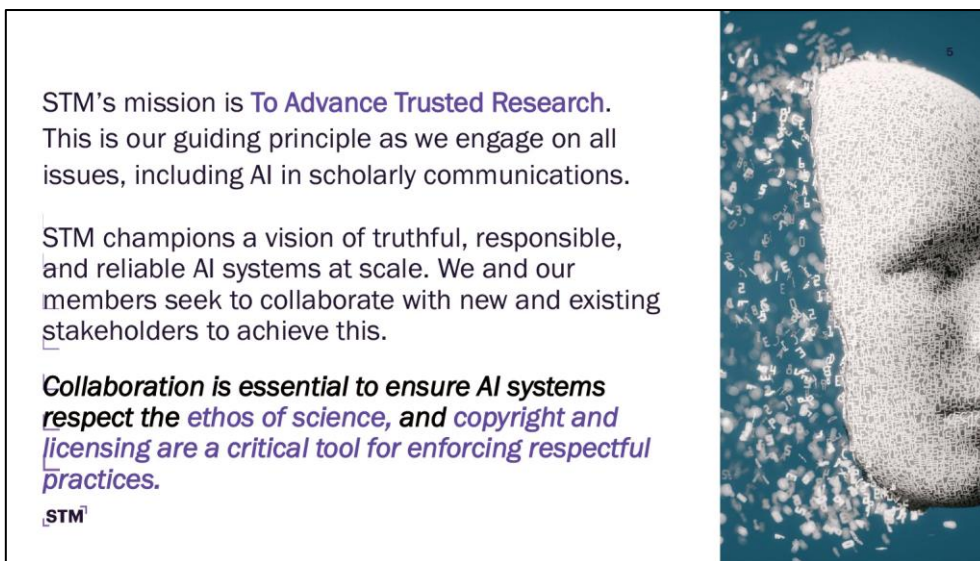 5
STM’s mission is To Advance Trusted Research.
This is our guiding principle as we engage on all
issues, including AI in scholarly communications.
STM champions a vision of truthful, responsible,
and reliable AI systems at scale. We and our
members seek to collaborate with new and existing
stakeholders to achieve this.
Collaboration is essential to ensure AI systems
respect the ethos of science, and copyright and
licensing are a critical tool for enforcing respectful
practices.
STM